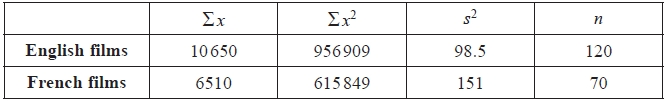 Σx Σx² s² n
English films 10650 956909 98.5 120
French films 6510 615849 151 70